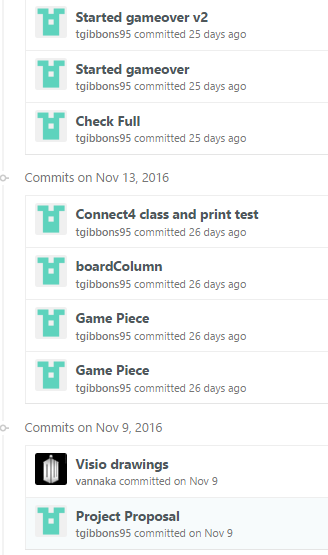 Started gameover v2
tgibbons95 committed 25 days ago
Started gameover
tgibbons95 committed 25 days ago
Check Full
tgibbons95 committed 25 days ago
Commits on Nov 13, 2016
Connect4 class and print test
tgibbons95 committed 26 days ago
boardColumn
tgibbons95 committed 26 days ago
Game Piece
tgibbons95 committed 26 days ago
Game Piece
tgibbons95 committed 26 days ago
Commits on Nov 9, 2016
Visio drawings
vannaka committed on Nov 9
Project Proposal
tgibbons95 committed on Nov 9